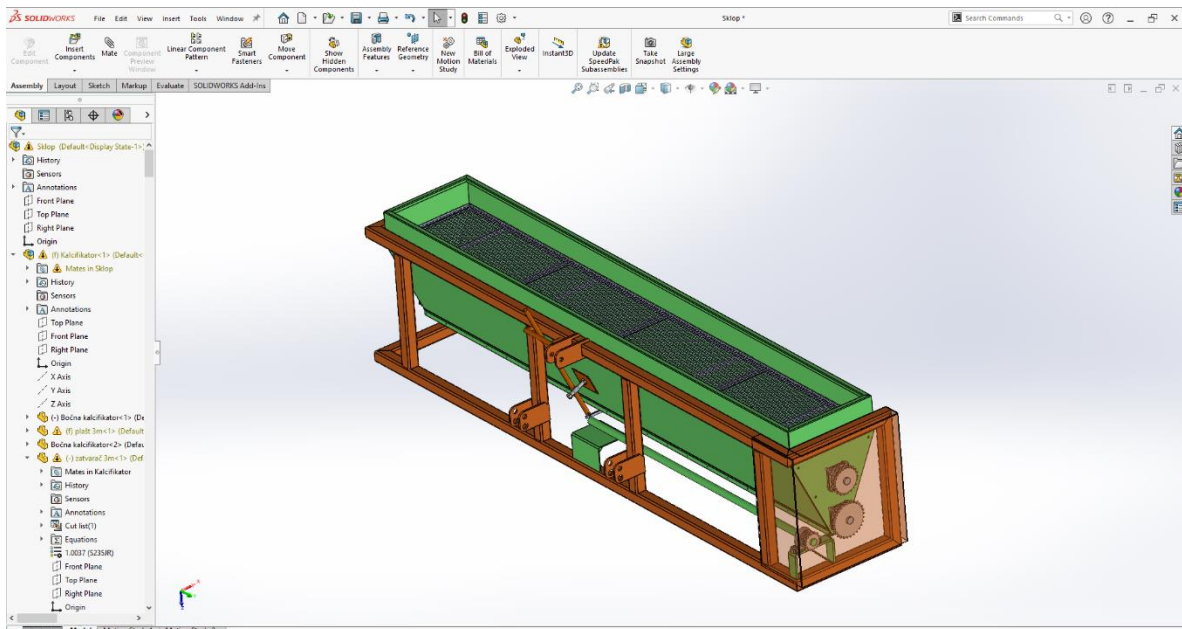 SOLIDWORKS File Edit View Insert Tools Window Sklop * Search Commands
Edit Component
Insert Components
Mate
Component Preview Window
Linear Component Pattern
Smart Fasteners
Move Component
Show Hidden Components
Assembly Features
Reference Geometry
New Motion Study
Bill of Materials
Exploded View
Instant3D
Update SpeedPak Subassemblies
Take Snapshot
Large Assembly Settings
Assembly Layout Sketch Markup Evaluate SOLIDWORKS Add-Ins
Sklop (Default<Display State-1>)
History
Sensors
Annotations
Front Plane
Top Plane
Right Plane
Origin
(f) Kalcifikator<1> (Default<
Mates in Sklop
History
Sensors
Annotations
Top Plane
Front Plane
Right Plane
Origin
X Axis
Y Axis
Z Axis
(-) Bočna kalcifikator<1> (De
(f) plešt 3m<1> (Default
Bočna kalcifikator<2> (Defau
(-) zatvarač 3m<1> (Def
Mates in Kalcifikator
History
Sensors
Annotations
Cut list(1)
Equations
1.0037 (S235JR)
Front Plane
Top Plane
Right Plane
Origin